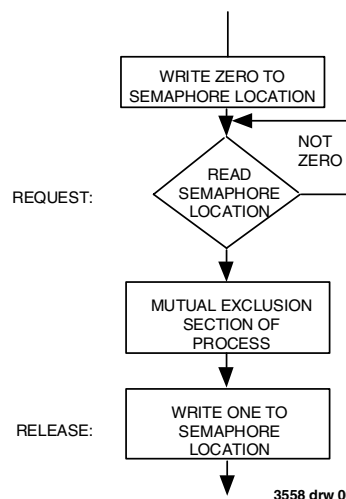 WRITE ZERO TO
SEMAPHORE LOCATION
NOT
ZERO
REQUEST:
READ
SEMAPHORE
LOCATION
MUTUAL EXCLUSION
SECTION OF
PROCESS
RELEASE:
WRITE ONE TO
SEMAPHORE
LOCATION
3558 drw 0